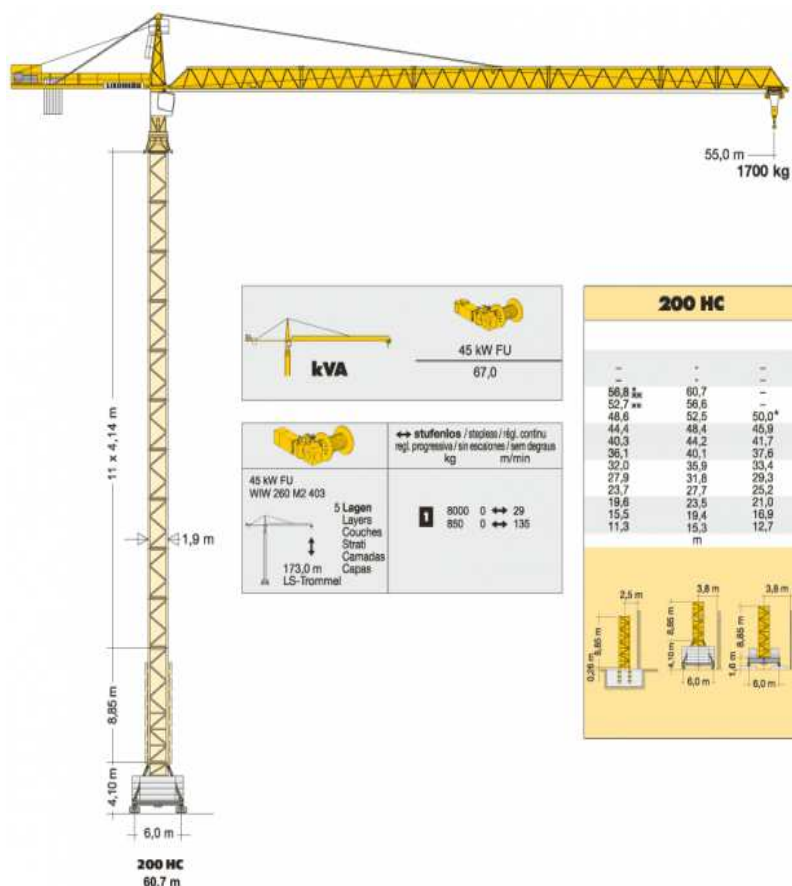 LIEBHERR
55,0 m
1700 kg
11 x 4,14 m
1,9 m
8,85 m
4,10 m
6,0 m
200 HC
60,7 m
kVA
45 kW FU
67,0
45 kW FU
WIW 260 M2 403
5 Lagen
Layers
Couches
Strati
Camadas
Capas
173,0 m
LS-Trommel
↔ stufenlos / stepless / régl. continu
regl. progressiva / sin escalones / sem degraus
kg m/min
1 8000 0 ↔ 29
850 0 ↔ 135
200 HC
– - –
– - –
56,8 * ** 60,7 –
52,7 ** 56,6 –
48,6 52,5 50,0*
44,4 48,4 45,9
40,3 44,2 41,7
36,1 40,1 37,6
32,0 35,9 33,4
27,9 31,8 29,3
23,7 27,7 25,2
19,6 23,5 21,0
15,5 19,4 16,9
11,3 15,3 12,7
m
2,5 m
8,85 m
0,26 m
3,8 m
8,85 m
4,10 m
6,0 m
3,8 m
8,85 m
1,6 m
6,0 m